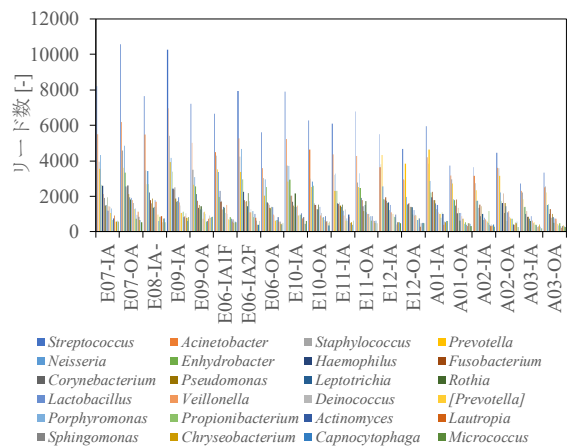 12000
10000
8000
6000
4000
2000
0
リード数 [-]
E07-IA
E07-OA
E08-IA-
E09-IA
E09-OA
E06-IA1F
E06-IA2F
E06-OA
E10-IA
E10-OA
E11-IA
E11-OA
E12-IA
E12-OA
A01-IA
A01-OA
A02-IA
A02-OA
A03-IA
A03-OA
Streptococcus Acinetobacter Staphylococcus Prevotella
Neisseria Enhydrobacter Haemophilus Fusobacterium
Corynebacterium Pseudomonas Leptotrichia Rothia
Lactobacillus Veillonella Deinococcus [Prevotella]
Porphyromonas Propionibacterium Actinomyces Lautropia
Sphingomonas Chryseobacterium Capnocytophaga Micrococcus